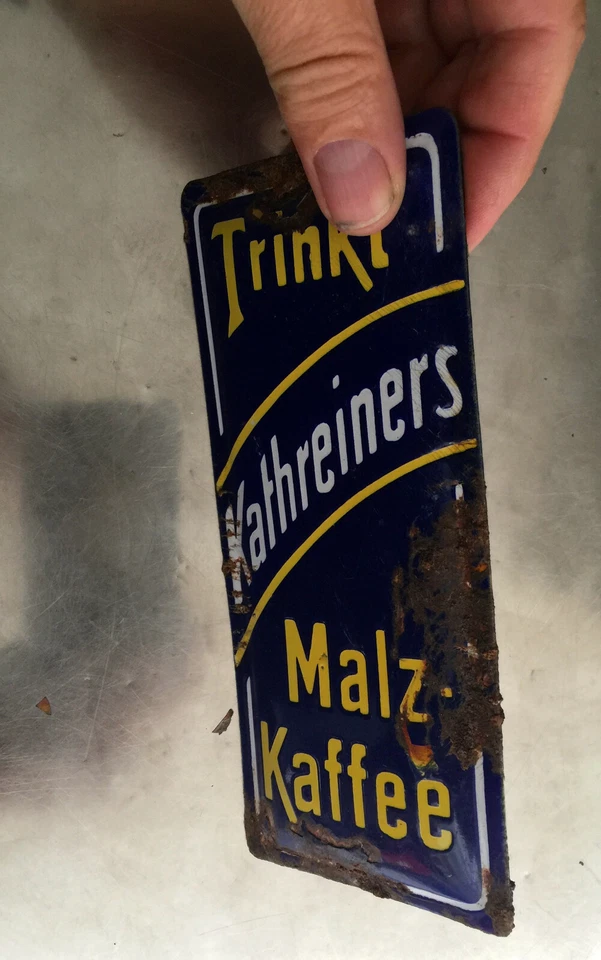 Trinkt
Kathreiners
Malz-
Kaffee